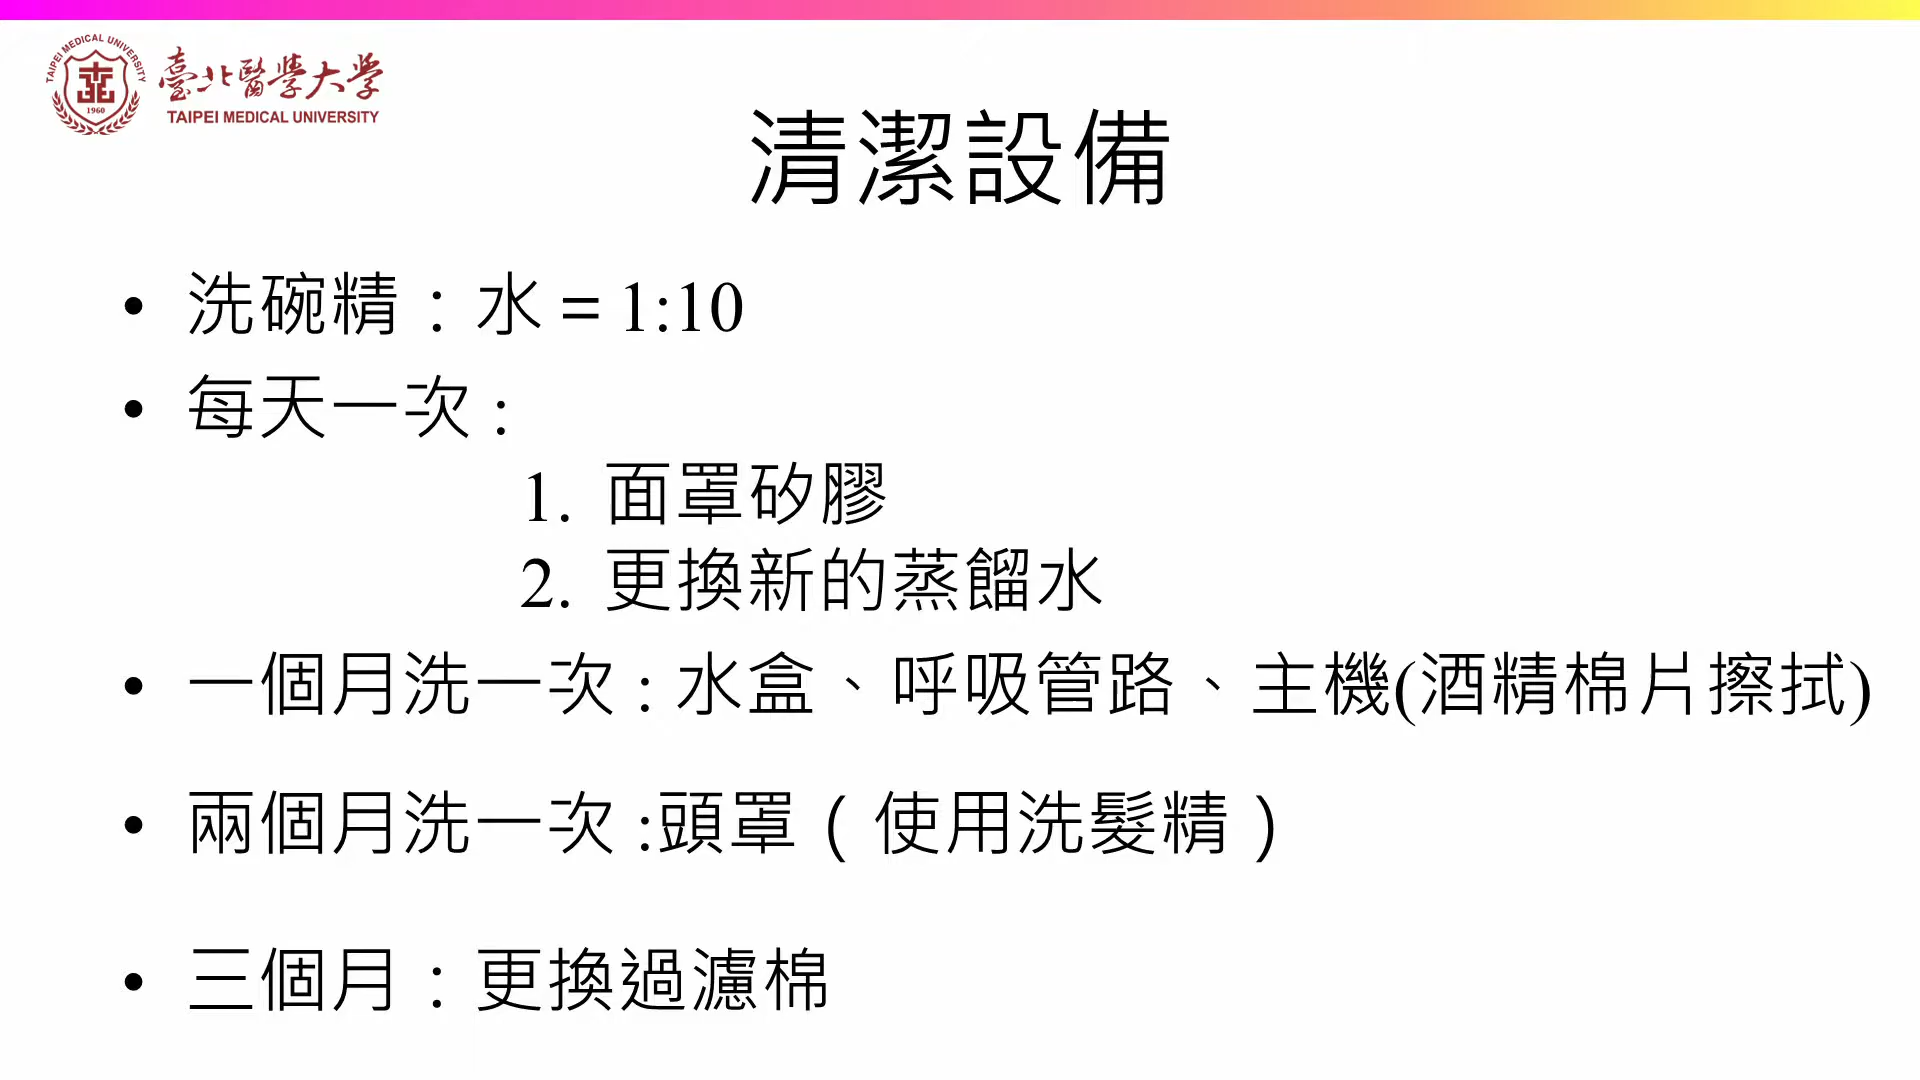 TAIPEI MEDICAL UNIVERSITY
1960
臺北醫學大學
TAIPEI MEDICAL UNIVERSITY
清潔設備
• 洗碗精：水 = 1:10
• 每天一次 :
1. 面罩矽膠
2. 更換新的蒸餾水
• 一個月洗一次 : 水盒、呼吸管路、主機(酒精棉片擦拭)
• 兩個月洗一次 :頭罩（使用洗髮精）
• 三個月：更換過濾棉